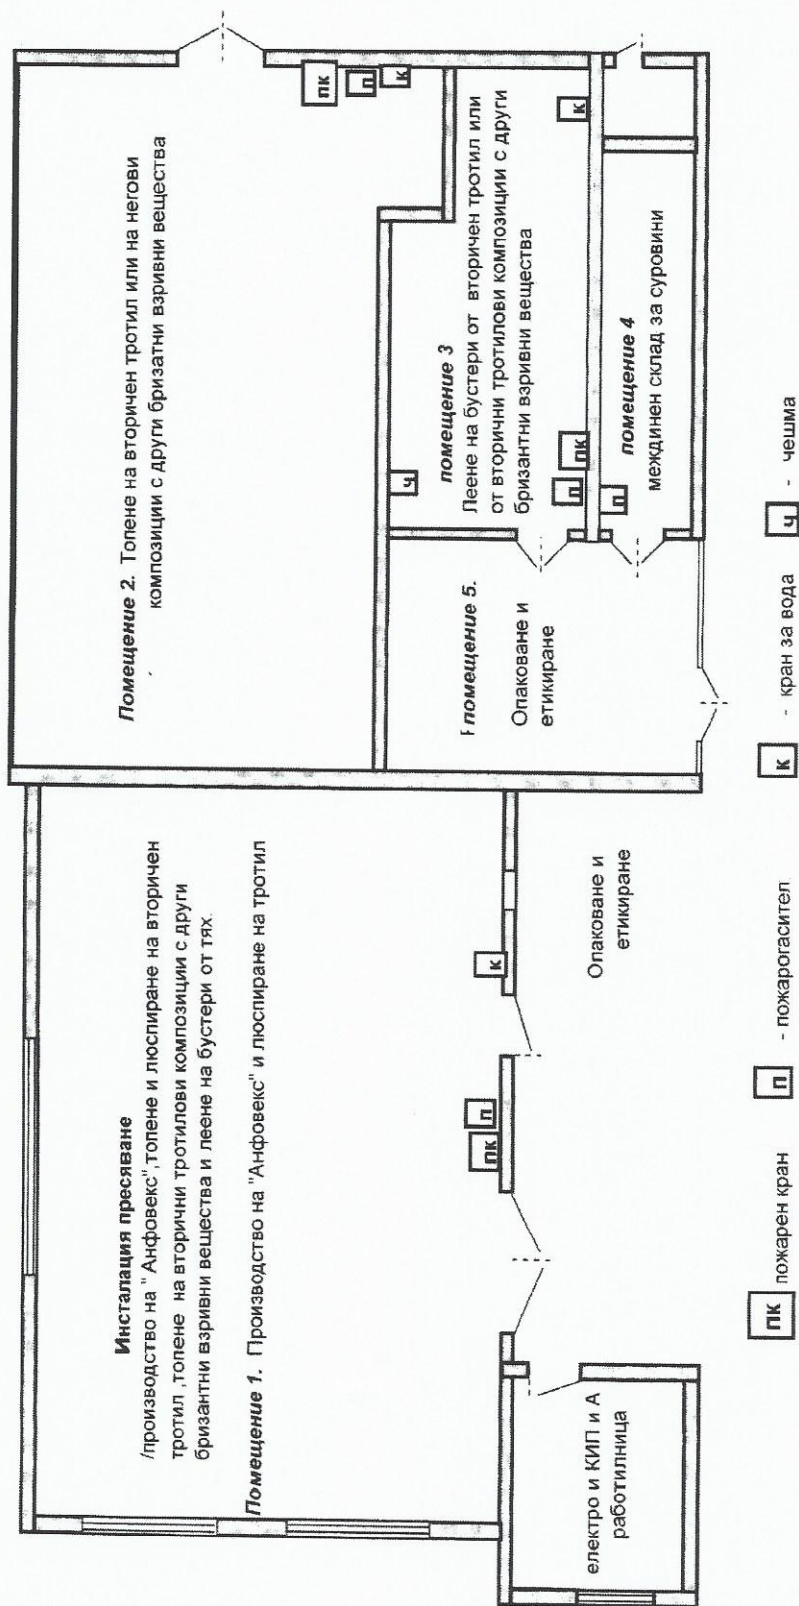 Инсталация пресяване
/производство на " Анфовекс",топене и люспиране на вторичен
тротил ,топене на вторични тротилови композиции с други
бризантни взривни вещества и леене на бустери от тях.
Помещение 1. Производство на "Анфовекс" и люспиране на тротил
Помещение 2. Топене на вторичен тротил или на негови
композиции с други бризатни взривни вещества
пк
п
к
ч
помещение 3
Леене на бустери от вторичен тротил или
от вторични тротилови композиции с други
бризантни взривни вещества
к
п
пк
п
помещение 4
междинен склад за суровини
помещение 5.
Опаковане и
етикиране
пк
п
к
Опаковане и
етикиране
електро и КИП и А
работилница
пк пожарен кран
п - пожарогасител
к - кран за вода
ч - чешма